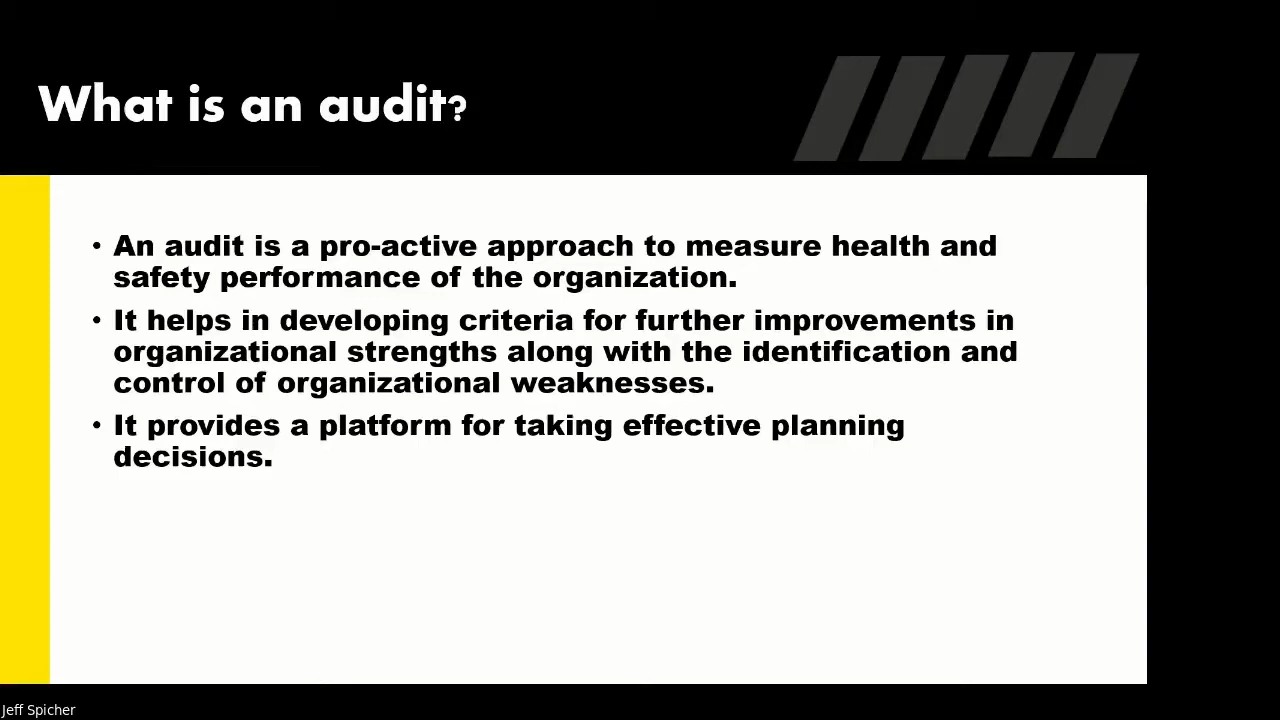 What is an audit?
• An audit is a pro-active approach to measure health and
safety performance of the organization.
• It helps in developing criteria for further improvements in
organizational strengths along with the identification and
control of organizational weaknesses.
• It provides a platform for taking effective planning
decisions.
Jeff Spicher